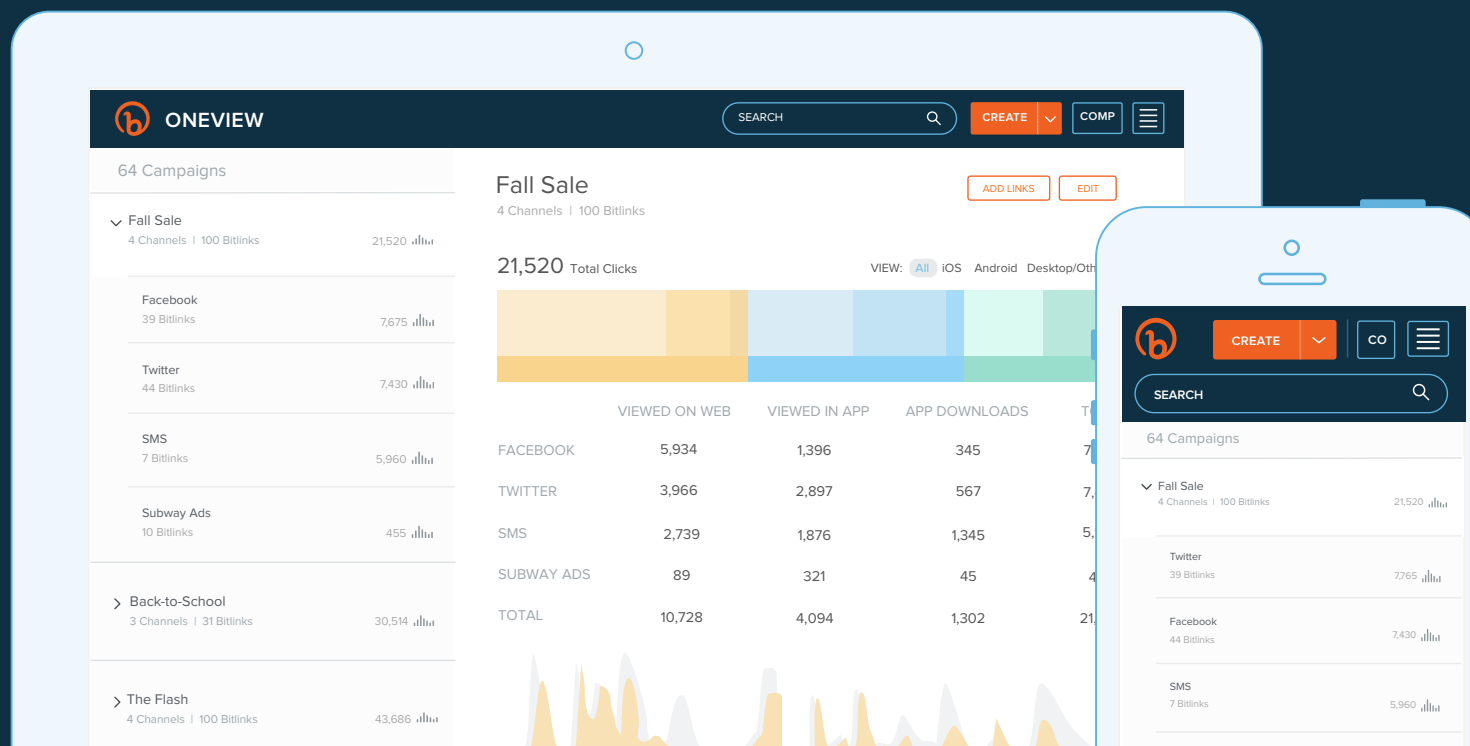 ONEVIEW
SEARCH
CREATE
COMP
64 Campaigns
Fall Sale
4 Channels | 100 Bitlinks
21,520
Facebook
39 Bitlinks
7,675
Twitter
44 Bitlinks
7,430
SMS
7 Bitlinks
5,960
Subway Ads
10 Bitlinks
455
Back-to-School
3 Channels | 31 Bitlinks
30,514
The Flash
4 Channels | 100 Bitlinks
43,686
Fall Sale
4 Channels | 100 Bitlinks
ADD LINKS
EDIT
21,520 Total Clicks
VIEW: All iOS Android Desktop/Oth
VIEWED ON WEB VIEWED IN APP APP DOWNLOADS
FACEBOOK 5,934 1,396 345
TWITTER 3,966 2,897 567
SMS 2,739 1,876 1,345
SUBWAY ADS 89 321 45
TOTAL 10,728 4,094 1,302
CREATE
CO
SEARCH
64 Campaigns
Fall Sale
4 Channels | 100 Bitlinks
21,520
Twitter
39 Bitlinks
7,765
Facebook
44 Bitlinks
7,430
SMS
7 Bitlinks
5,960